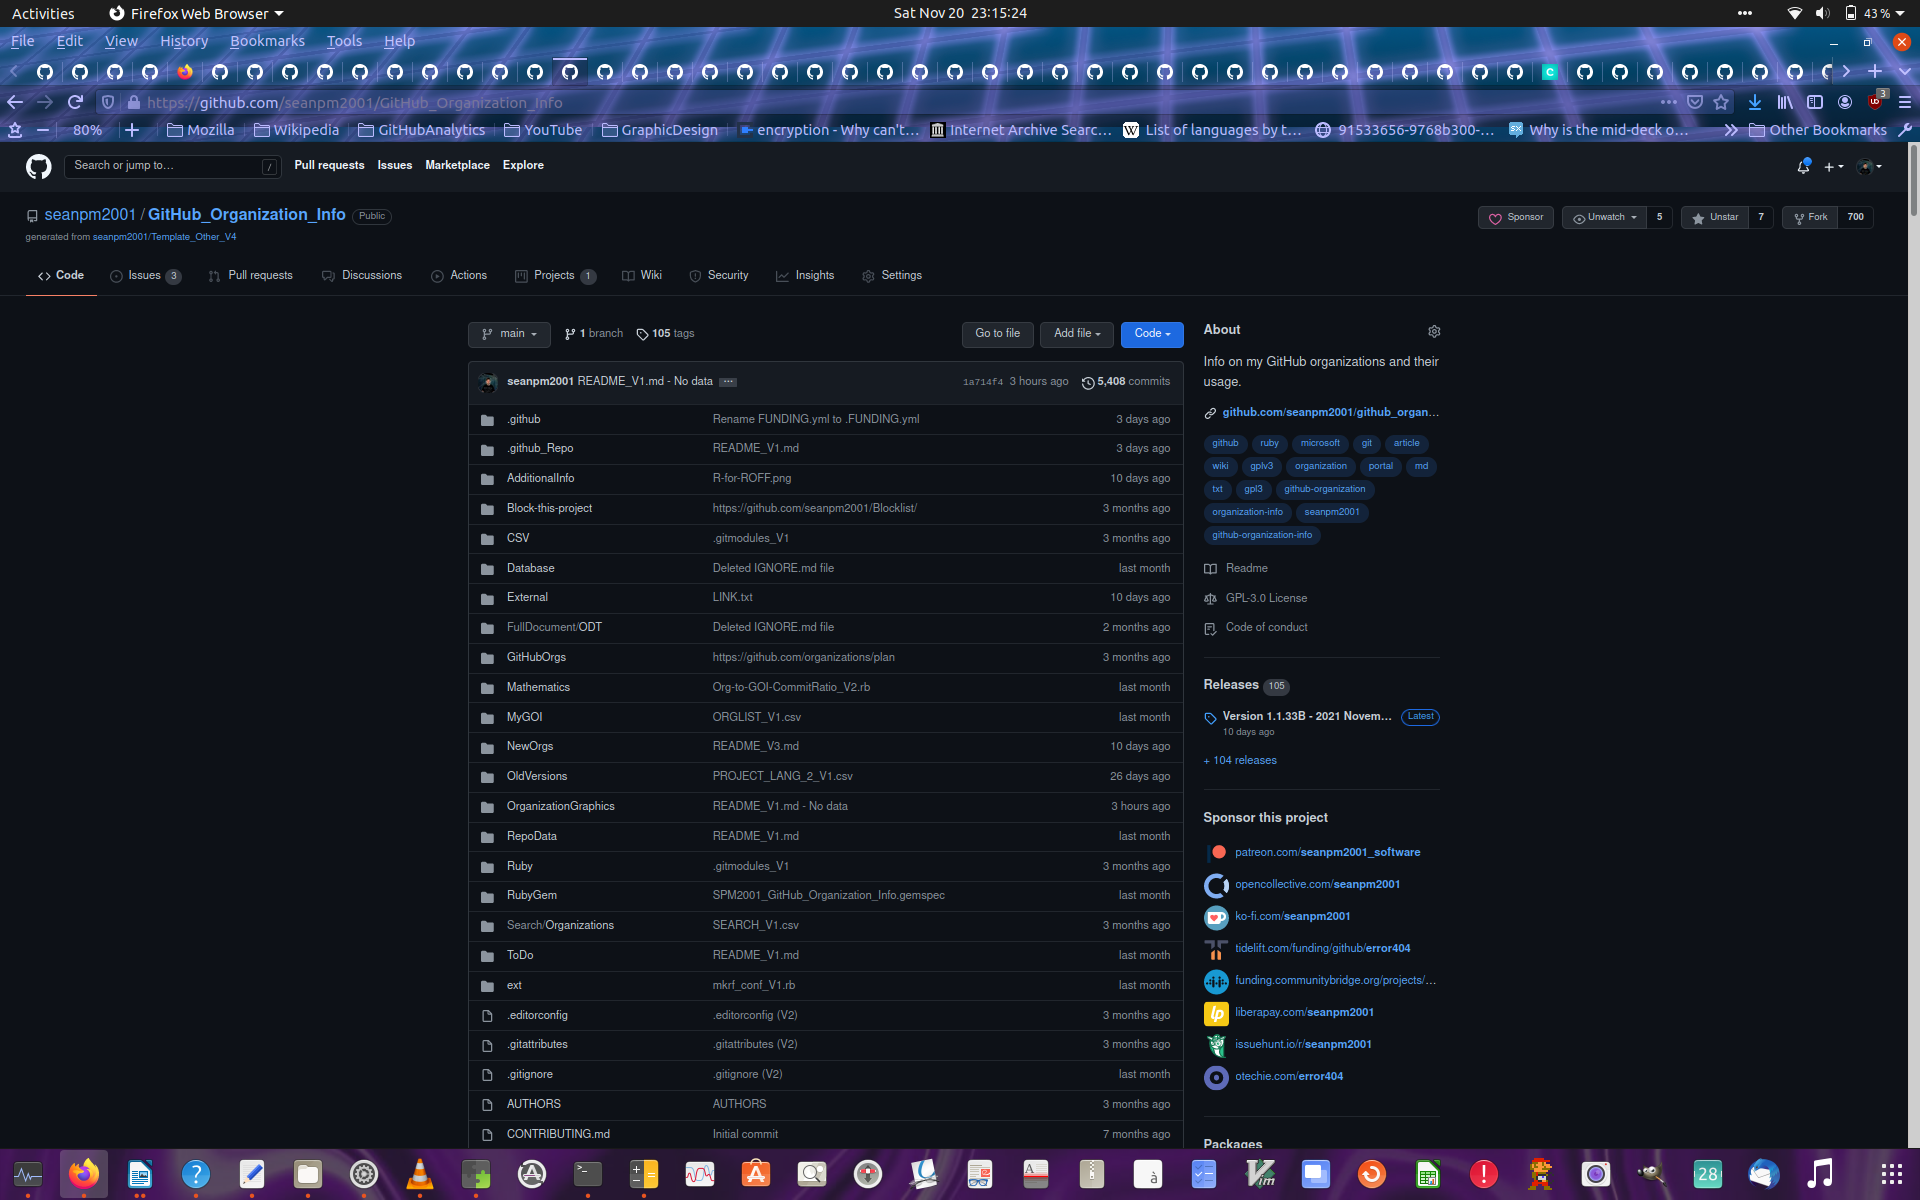 Activities
Firefox Web Browser
Sat Nov 20 23:15:24
43 %
File Edit View History Bookmarks Tools Help
https://github.com/seanpm2001/GitHub_Organization_Info
3
80%
Mozilla
Wikipedia
GitHubAnalytics
YouTube
GraphicDesign
encryption - Why can't…
Internet Archive Searc…
List of languages by t…
91533656-9768b300-…
Why is the mid-deck o…
Other Bookmarks
Search or jump to… /
Pull requests Issues Marketplace Explore
seanpm2001 / GitHub_Organization_Info Public
generated from seanpm2001/Template_Other_V4
Sponsor
Unwatch 5
Unstar 7
Fork 700
Code
Issues 3
Pull requests
Discussions
Actions
Projects 1
Wiki
Security
Insights
Settings
main
1 branch
105 tags
Go to file
Add file
Code
seanpm2001 README_V1.md - No data … 1a714f4 3 hours ago 5,408 commits
.github Rename FUNDING.yml to .FUNDING.yml 3 days ago
.github_Repo README_V1.md 3 days ago
AdditionalInfo R-for-ROFF.png 10 days ago
Block-this-project https://github.com/seanpm2001/Blocklist/ 3 months ago
CSV .gitmodules_V1 3 months ago
Database Deleted IGNORE.md file last month
External LINK.txt 10 days ago
FullDocument/ODT Deleted IGNORE.md file 2 months ago
GitHubOrgs https://github.com/organizations/plan 3 months ago
Mathematics Org-to-GOI-CommitRatio_V2.rb last month
MyGOI ORGLIST_V1.csv last month
NewOrgs README_V3.md 10 days ago
OldVersions PROJECT_LANG_2_V1.csv 26 days ago
OrganizationGraphics README_V1.md - No data 3 hours ago
RepoData README_V1.md last month
Ruby .gitmodules_V1 3 months ago
RubyGem SPM2001_GitHub_Organization_Info.gemspec last month
Search/Organizations SEARCH_V1.csv 3 months ago
ToDo README_V1.md last month
ext mkrf_conf_V1.rb last month
.editorconfig .editorconfig (V2) 3 months ago
.gitattributes .gitattributes (V2) 3 months ago
.gitignore .gitignore (V2) last month
AUTHORS AUTHORS 3 months ago
CONTRIBUTING.md Initial commit 7 months ago
About
Info on my GitHub organizations and their
usage.
github.com/seanpm2001/github_organ…
github ruby microsoft git article
wiki gplv3 organization portal md
txt gpl3 github-organization
organization-info seanpm2001
github-organization-info
Readme
GPL-3.0 License
Code of conduct
Releases 105
Version 1.1.33B - 2021 Novem… Latest
10 days ago
+ 104 releases
Sponsor this project
patreon.com/seanpm2001_software
opencollective.com/seanpm2001
ko-fi.com/seanpm2001
tidelift.com/funding/github/error404
funding.communitybridge.org/projects/…
liberapay.com/seanpm2001
issuehunt.io/r/seanpm2001
otechie.com/error404
Packages
28